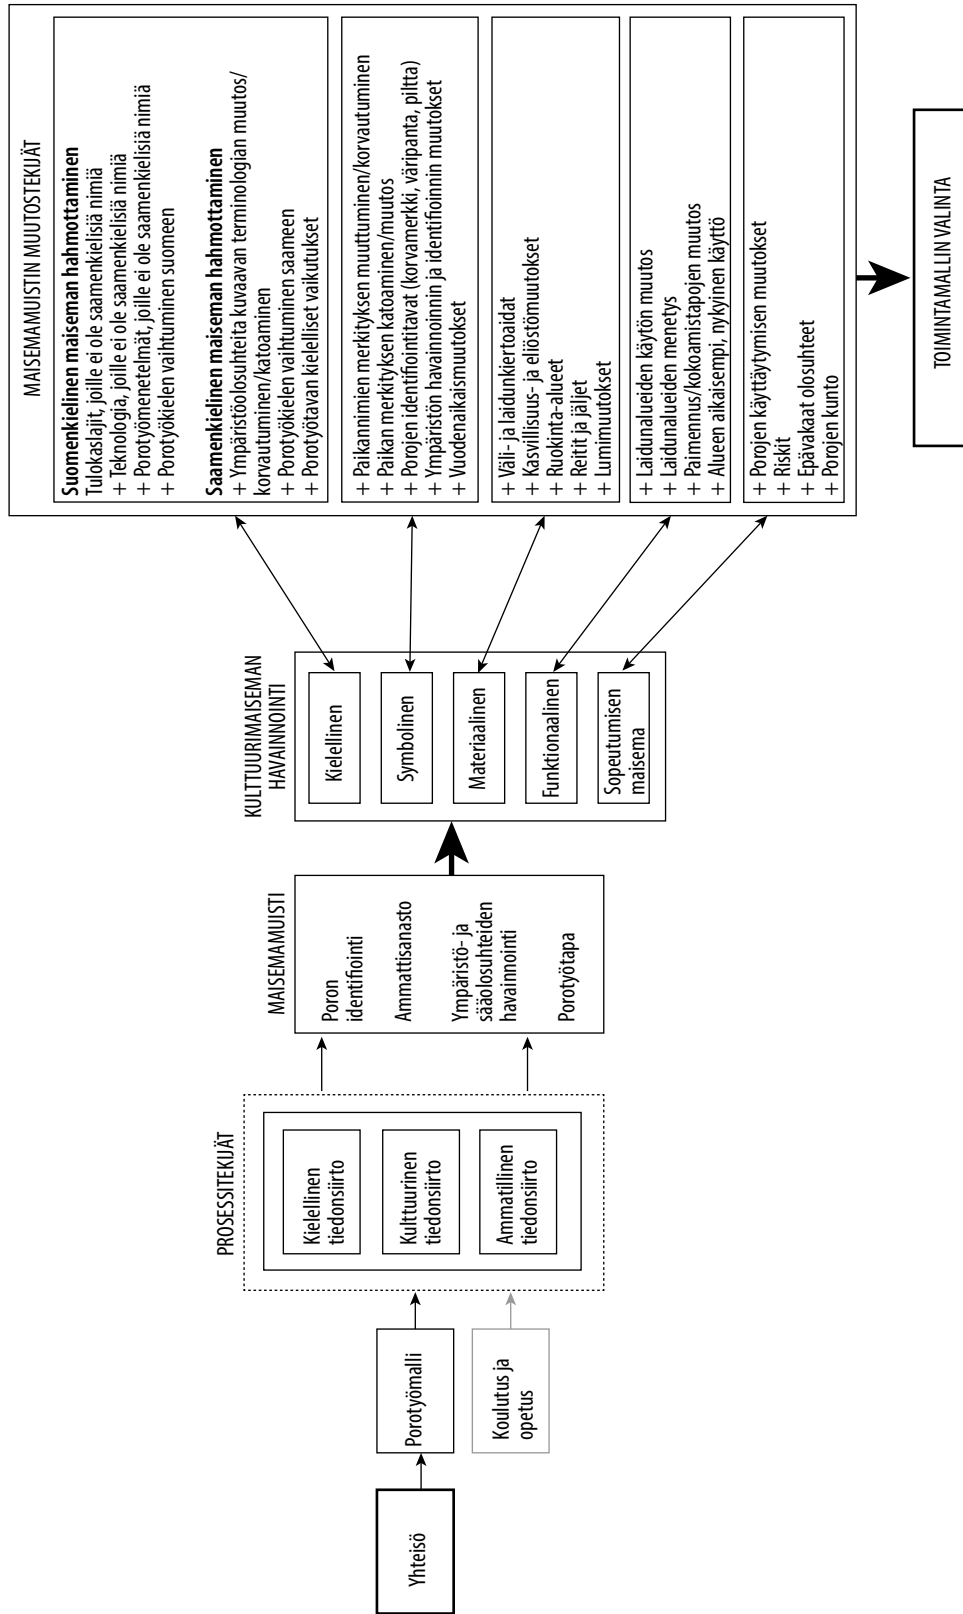 Yhteisö
Porotyömalli
Koulutus ja
opetus
PROSESSITEKIJÄT
Kielellinen
tiedonsiirto
Kulttuurinen
tiedonsiirto
Ammatillinen
tiedonsiirto
MAISEMAMUISTI
Poron
identifiointi
Ammattisanasto
Ympäristö- ja
sääolosuhteiden
havainnointi
Porotyötapa
KULTTUURIMAISEMAN
HAVAINNOINTI
Kielellinen
Symbolinen
Materiaalinen
Funktionaalinen
Sopeutumisen
maisema
MAISEMAMUISTIN MUUTOSTEKIJÄT
Suomenkielinen maiseman hahmottaminen
Tulokaslajit, joille ei ole saamenkielisiä nimiä
+ Teknologia, joille ei ole saamenkielisiä nimiä
+ Porotyömenetelmät, joille ei ole saamenkielisiä nimiä
+ Porotyökielen vaihtuminen suomeen
Saamenkielinen maiseman hahmottaminen
+ Ympäristöolosuhteita kuvaavan terminologian muutos/
korvautuminen/katoaminen
+ Porotyökielen vaihtuminen saameen
+ Porotyötavan kielelliset vaikutukset
+ Paikannimien merkityksen muuttuminen/korvautuminen
+ Paikan merkityksen katoaminen/muutos
+ Porojen identifiointitavat (korvamerkki, väripanta, piltta)
+ Ympäristön havainnoinnin ja identifioinnin muutokset
+ Vuodenaikaismuutokset
+ Väli- ja laidunkiertoaidat
+ Kasvillisuus- ja eliöstömuutokset
+ Ruokinta-alueet
+ Reitit ja jäljet
+ Lumimuutokset
+ Laidunalueiden käytön muutos
+ Laidunalueiden menetys
+ Paimennus/kokoamistapojen muutos
+ Alueen aikaisempi, nykyinen käyttö
+ Porojen käyttäytymisen muutokset
+ Riskit
+ Epävakaat olosuhteet
+ Porojen kunto
TOIMINTAMALLIN VALINTA